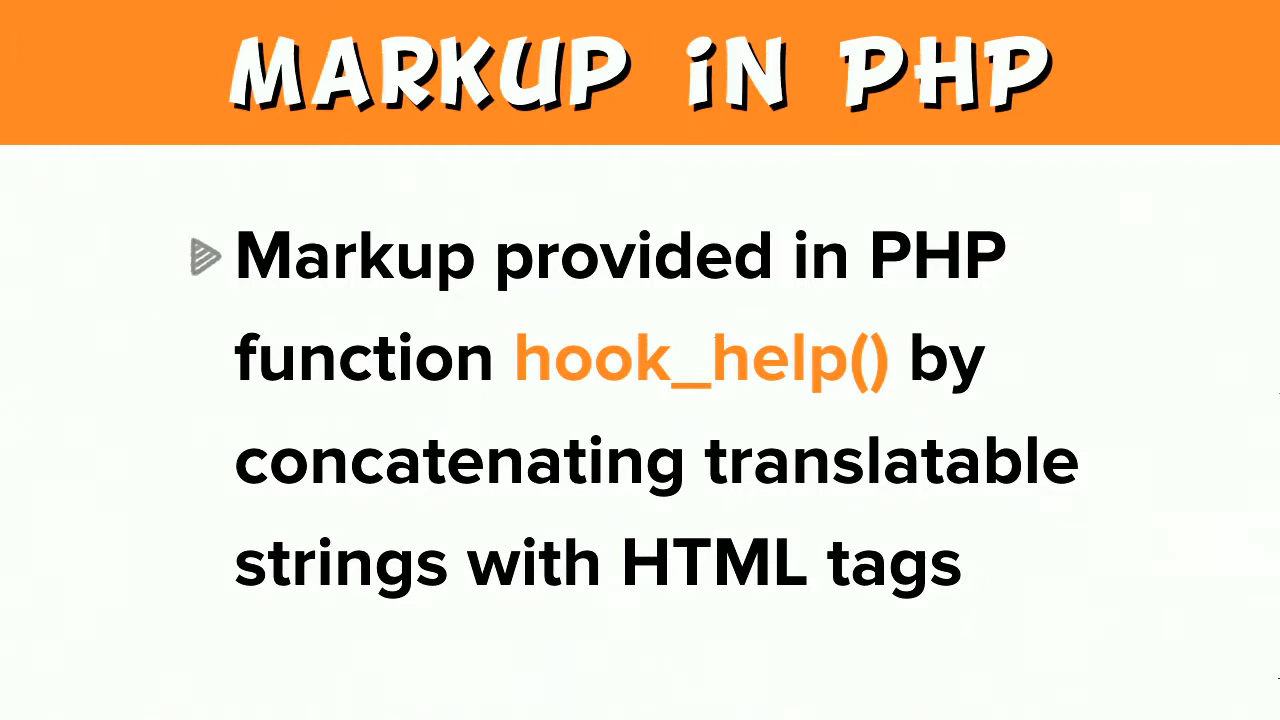 MARKUP iN PHP
Markup provided in PHP
function hook_help() by
concatenating translatable
strings with HTML tags